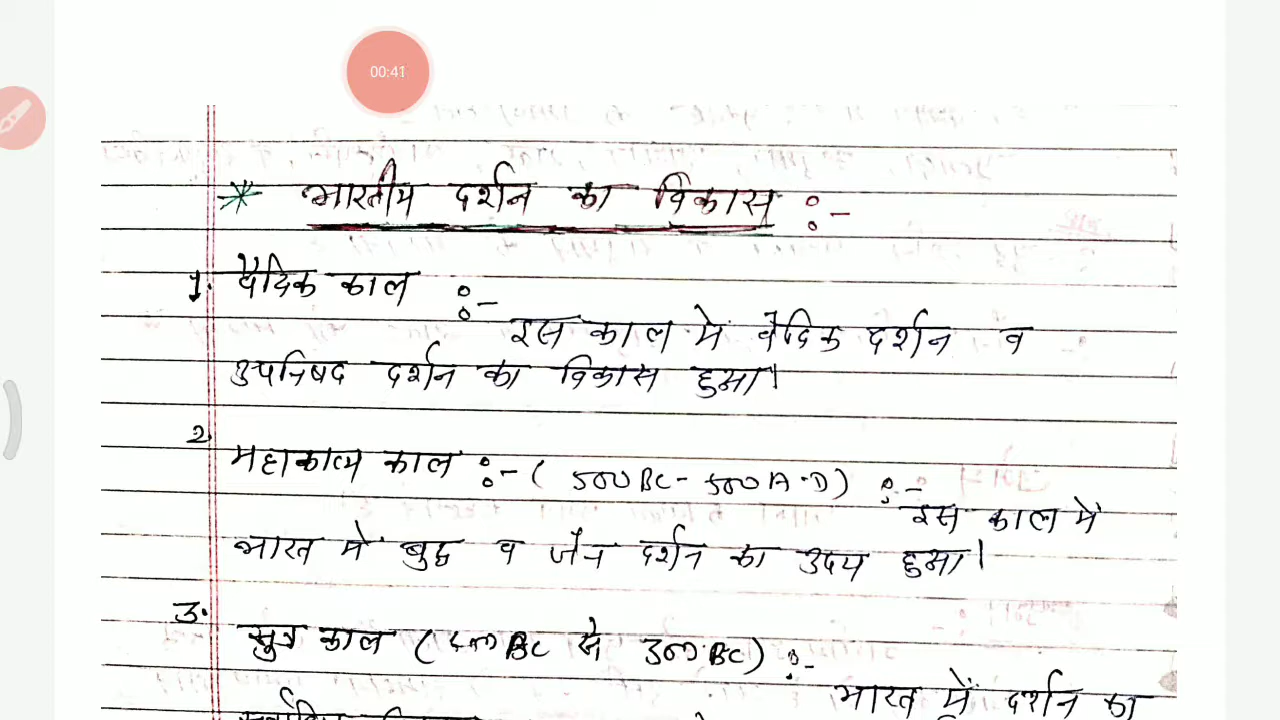 00:41
* भारतीय दर्शन का विकास :-
1. वैदिक काल :-
इस काल में वैदिक दर्शन व
उपनिषद दर्शन का विकास हुआ।
2. महाकाव्य काल :- ( 500 BC - 500 A.D) :-
इस काल में
भारत में बुद्ध व जैन दर्शन का उदय हुआ।
3. सुत्र काल ( BC से 300 BC) :-
भारत में दर्शन का